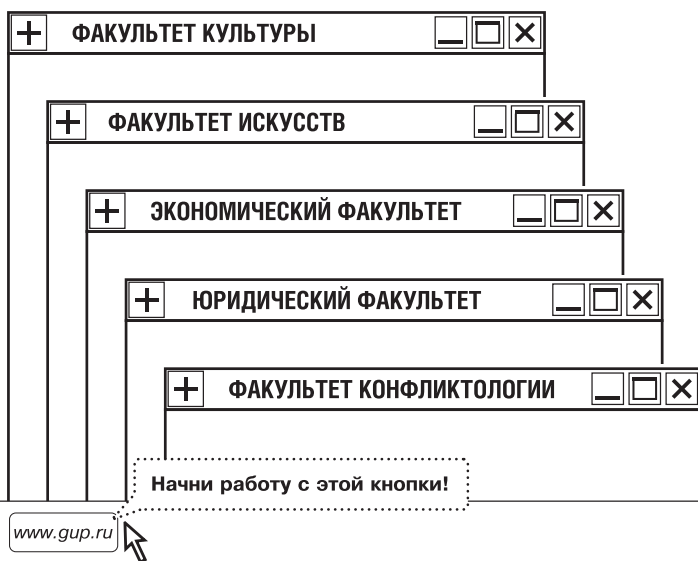 ФАКУЛЬТЕТ КУЛЬТУРЫ
ФАКУЛЬТЕТ ИСКУССТВ
ЭКОНОМИЧЕСКИЙ ФАКУЛЬТЕТ
ЮРИДИЧЕСКИЙ ФАКУЛЬТЕТ
ФАКУЛЬТЕТ КОНФЛИКТОЛОГИИ
Начни работу с этой кнопки!
www.gup.ru